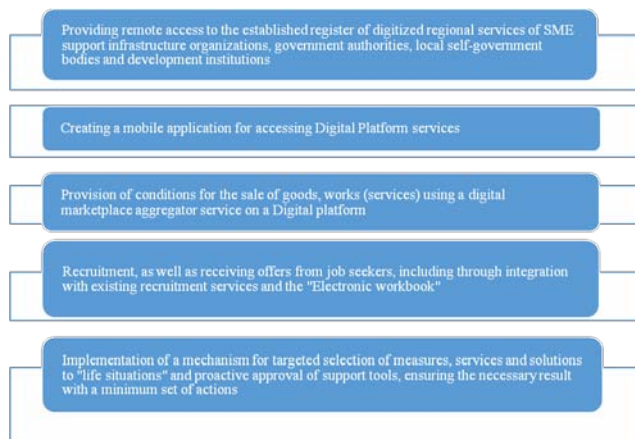 Providing remote access to the established register of digitized regional services of SME
support infrastructure organizations, government authorities, local self-government
bodies and development institutions
Creating a mobile application for accessing Digital Platform services
Provision of conditions for the sale of goods, works (services) using a digital
marketplace aggregator service on a Digital platform
Recruitment, as well as receiving offers from job seekers, including through integration
with existing recruitment services and the "Electronic workbook"
Implementation of a mechanism for targeted selection of measures, services and solutions
to "life situations" and proactive approval of support tools, ensuring the necessary result
with a minimum set of actions